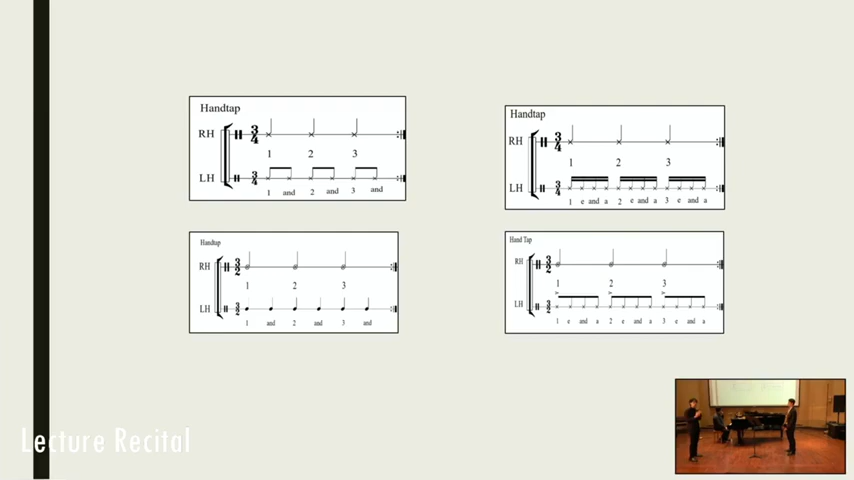 Handtap
RH 3/4
1 2 3
LH 3/4
1 and 2 and 3 and
Handtap
RH 3/4
1 2 3
LH 3/4
1 e and a 2 e and a 3 e and a
Handtap
RH 3/2
1 2 3
LH 3/2
1 and 2 and 3 and
Hand Tap
RH 3/2
1 2 3
LH 3/2
1 e and a 2 e and a 3 e and a
Lecture Recital